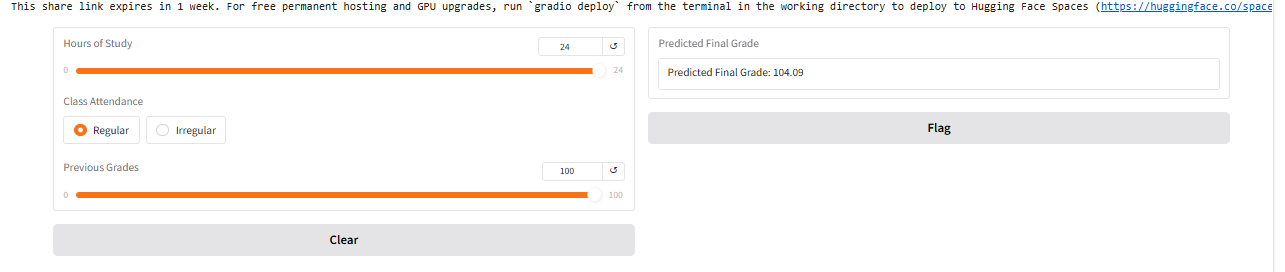 This share link expires in 1 week. For free permanent hosting and GPU upgrades, run `gradio deploy` from the terminal in the working directory to deploy to Hugging Face Spaces (https://huggingface.co/space
Hours of Study
24
↺
0
24
Class Attendance
Regular
Irregular
Previous Grades
100
↺
0
100
Clear
Predicted Final Grade
Predicted Final Grade: 104.09
Flag